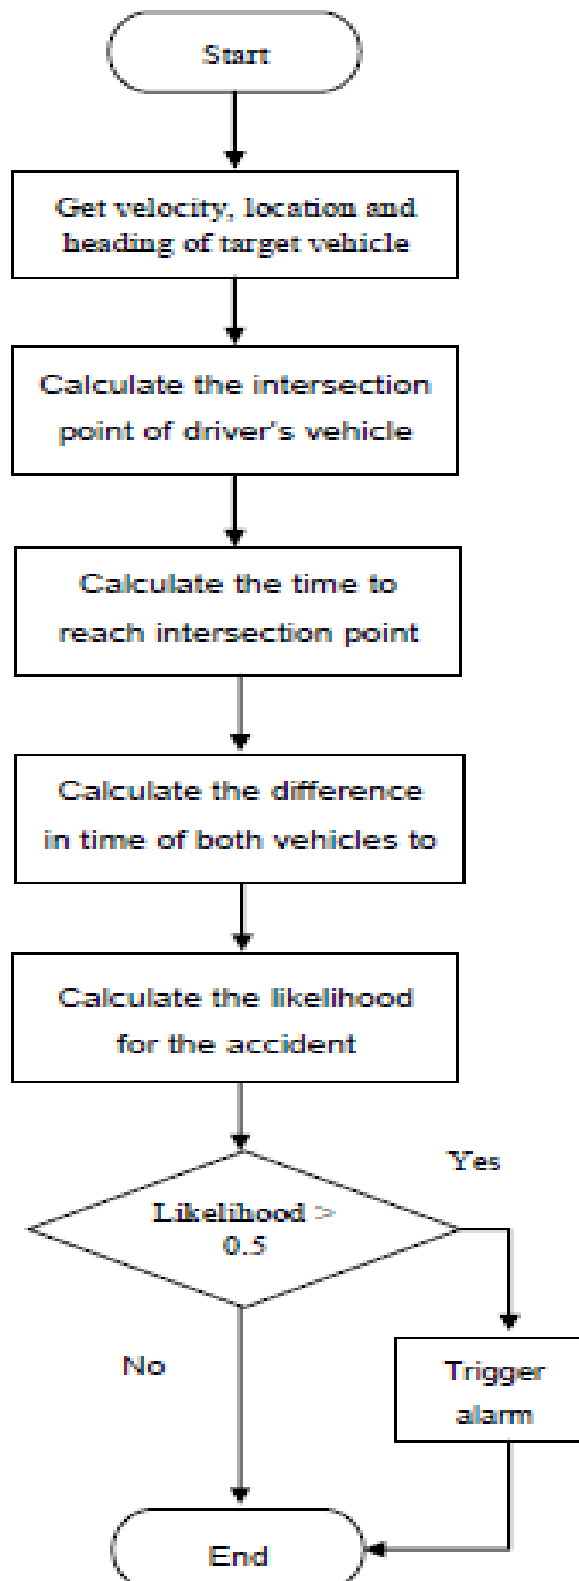 Start
Get velocity, location and
heading of target vehicle
Calculate the intersection
point of driver's vehicle
Calculate the time to
reach intersection point
Calculate the difference
in time of both vehicles to
Calculate the likelihood
for the accident
Yes
Likelihood >
0.5
No
Trigger
alarm
End